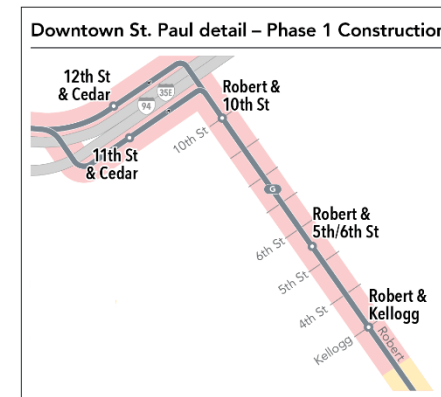 Downtown St. Paul detail – Phase 1 Construction
12th St
& Cedar
35E
94
Robert &
10th St
10th St
11th St
& Cedar
G
Robert &
5th/6th St
6th St
5th St
Robert &
Kellogg
4th St
Kellogg
Robert